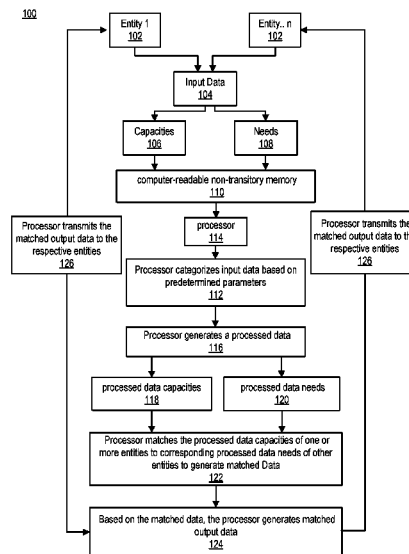 100
Entity 1
102
Entity.. n
102
Input Data
104
Capacities
106
Needs
108
computer-readable non-transitory memory
110
processor
114
Processor transmits the
matched output data to the
respective entities
126
Processor transmits the
matched output data to the
respective entities
126
Processor categorizes input data based on
predetermined parameters
112
Processor generates a processed data
116
processed data capacities
118
processed data needs
120
Processor matches the processed data capacities of one or
more entities to corresponding processed data needs of other
entities to generate matched Data
122
Based on the matched data, the processor generates matched
output data
124